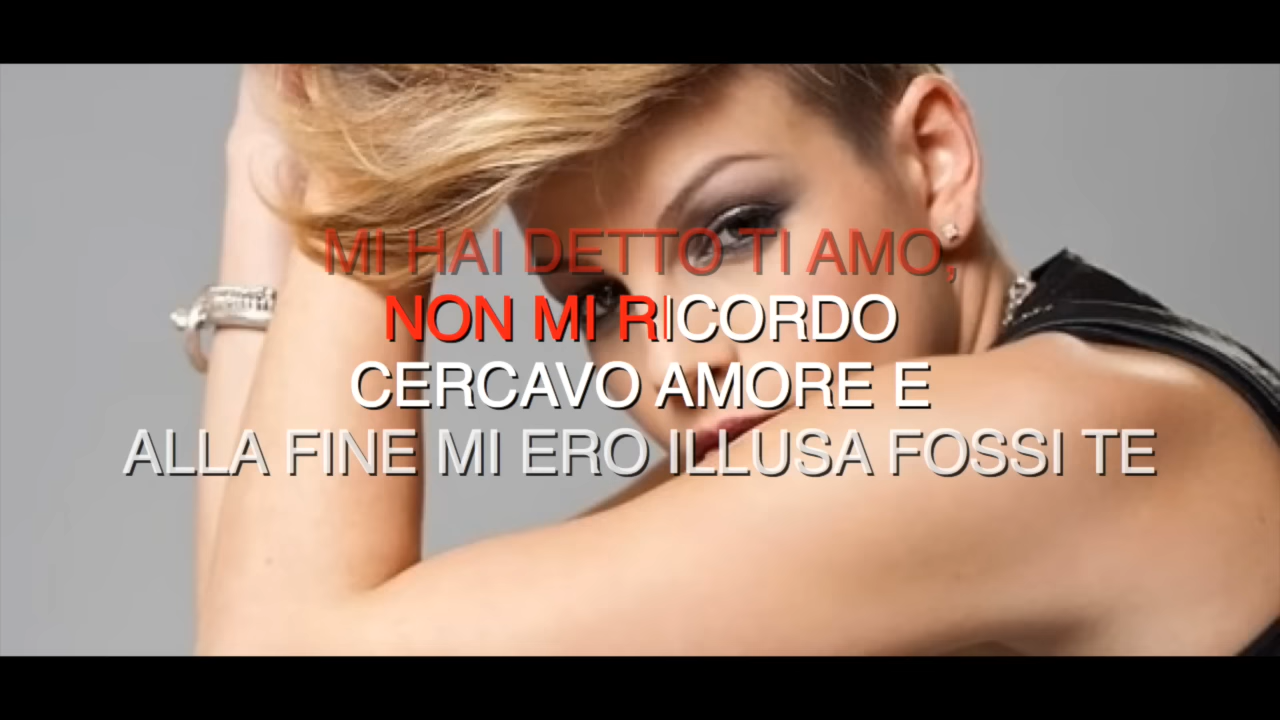 MI HAI DETTO TI AMO,
NON MI RICORDO
CERCAVO AMORE E
ALLA FINE MI ERO ILLUSA FOSSI TE